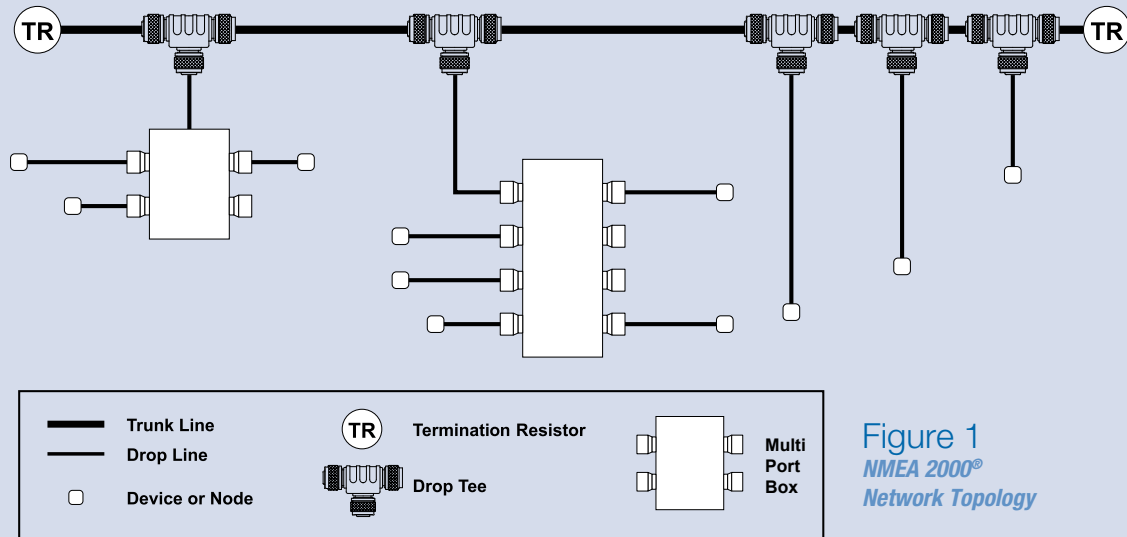 TR
TR
Trunk Line
Drop Line
Device or Node
TR
Termination Resistor
Drop Tee
Multi
Port
Box
Figure 1
NMEA 2000®
Network Topology